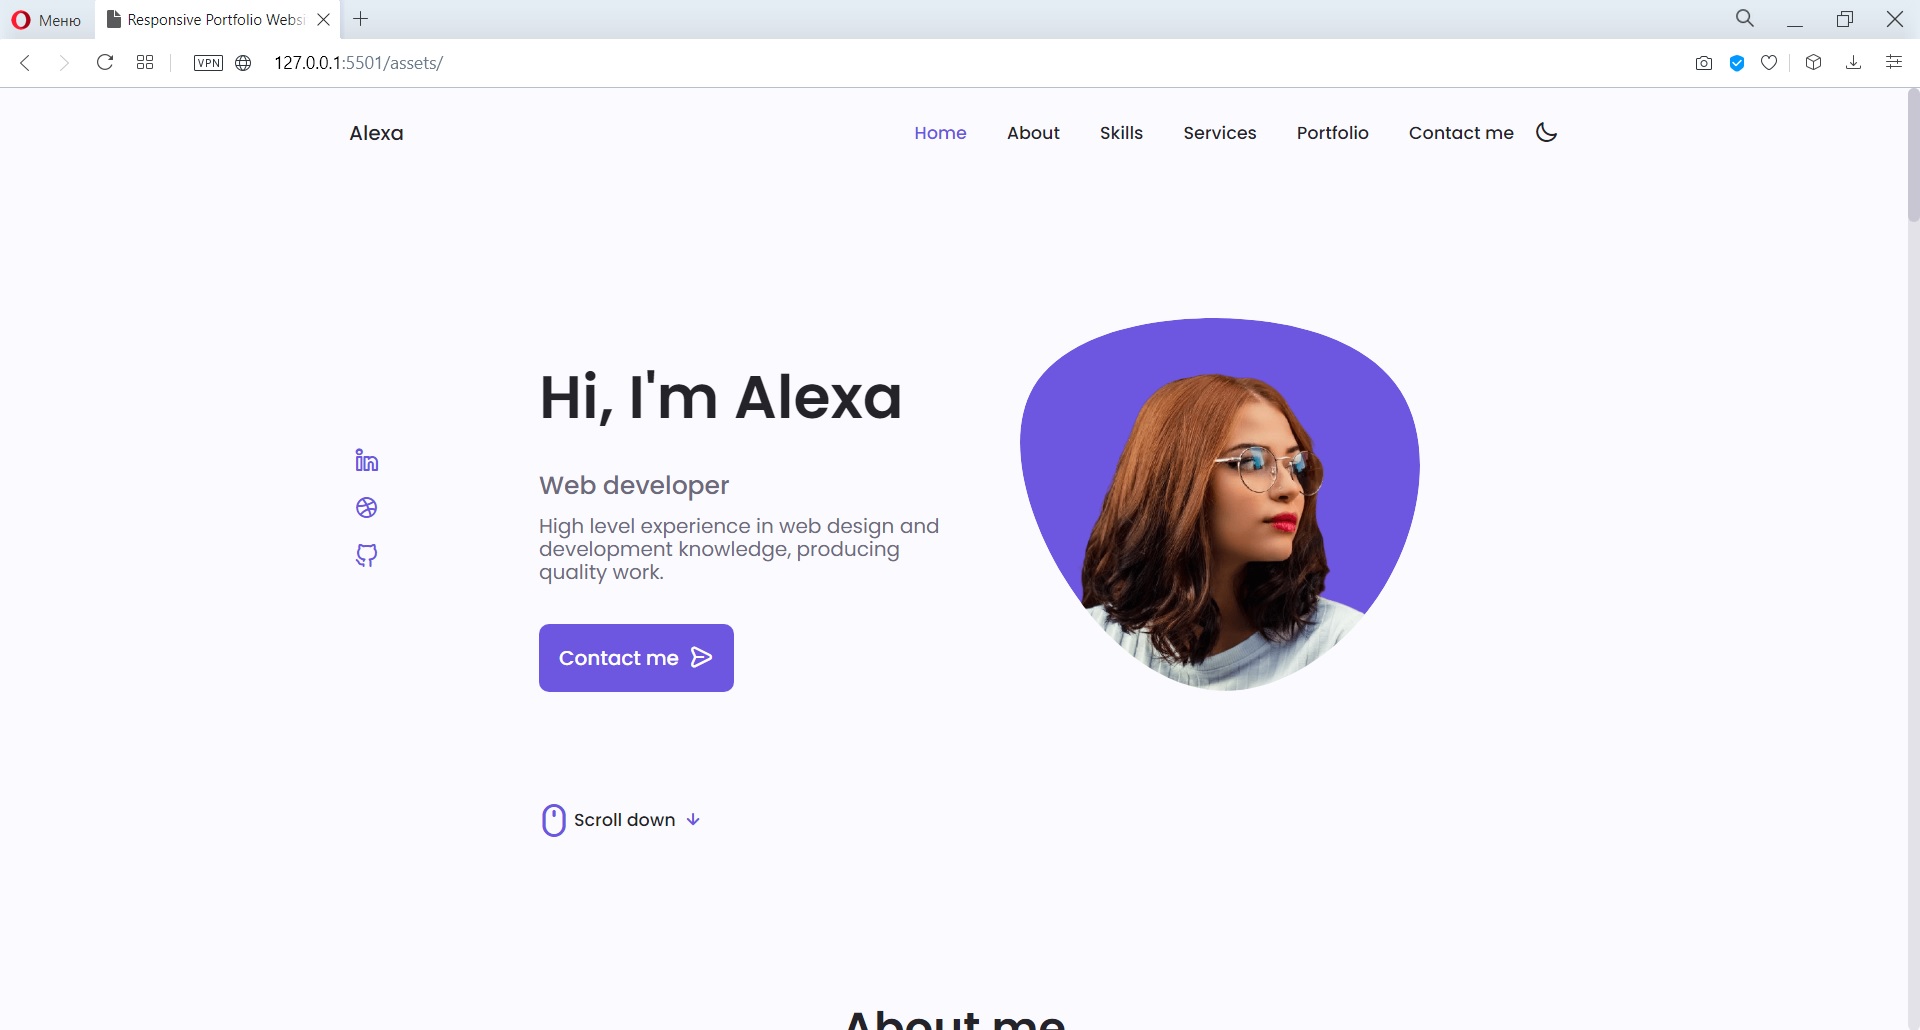 Меню
Responsive Portfolio Websi
VPN
127.0.0.1:5501/assets/
Alexa
Home
About
Skills
Services
Portfolio
Contact me
Hi, I'm Alexa
Web developer
High level experience in web design and
development knowledge, producing
quality work.
Contact me
Scroll down
About me